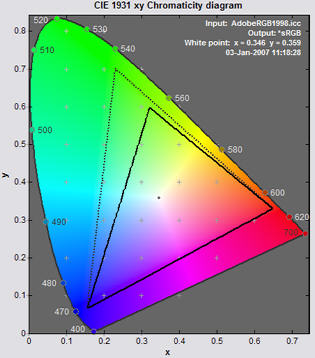 CIE 1931 xy Chromaticity diagram
Input: AdobeRGB1998.icc
Output: *sRGB
White point: x = 0.346 y = 0.359
03-Jan-2007 11:18:28
520
530
540
510
560
500
580
490
600
620
700
480
470
400
0.8
0.7
0.6
0.5
0.4
0.3
0.2
0.1
0
y
0 0.1 0.2 0.3 0.4 0.5 0.6 0.7
x